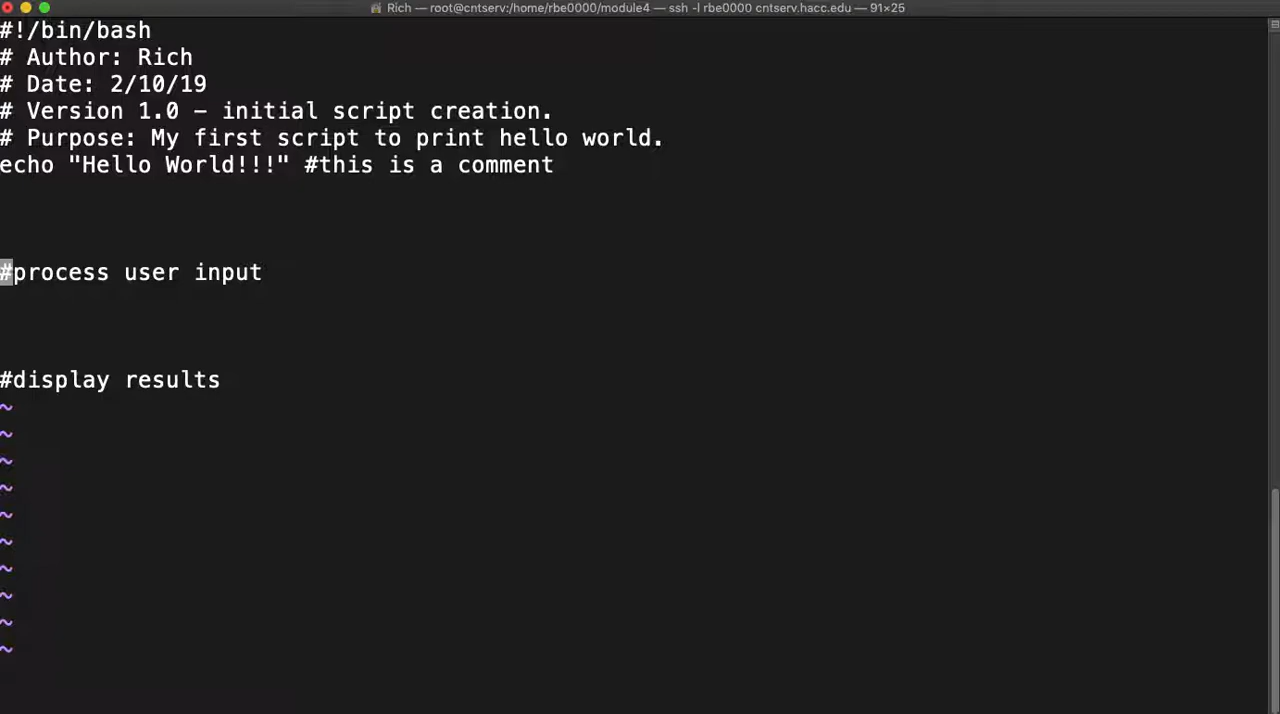 Rich — root@cntserv:/home/rbe0000/module4 — ssh -l rbe0000 cntserv.hacc.edu — 91×25
#!/bin/bash
# Author: Rich
# Date: 2/10/19
# Version 1.0 – initial script creation.
# Purpose: My first script to print hello world.
echo "Hello World!!!" #this is a comment
#process user input
#display results
~
~
~
~
~
~
~
~
~
~